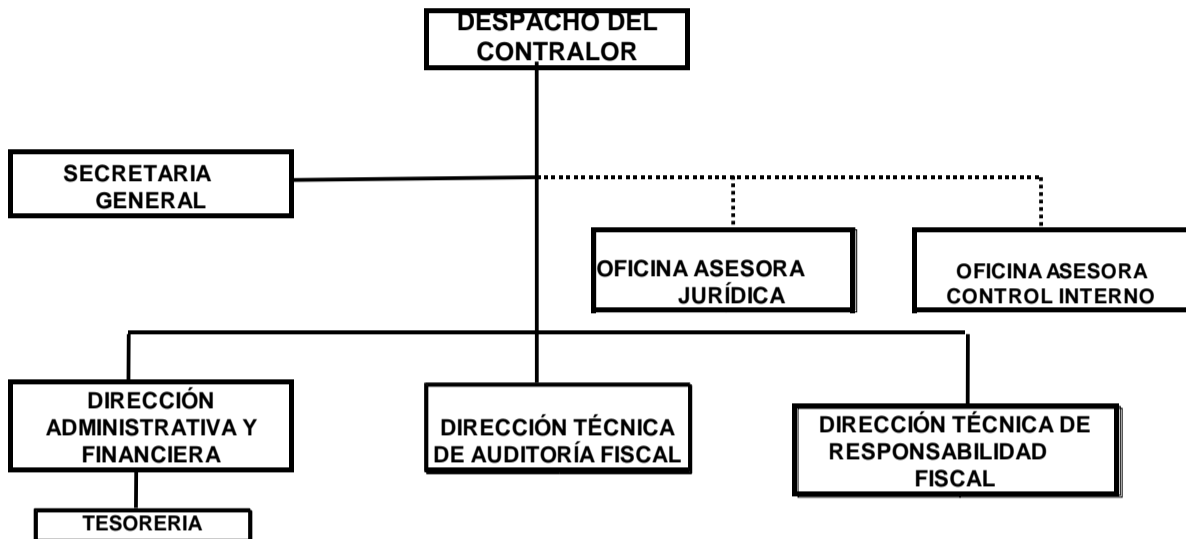 DESPACHO DEL
CONTRALOR
SECRETARIA
GENERAL
OFICINA ASESORA
JURÍDICA
OFICINA ASESORA
CONTROL INTERNO
DIRECCIÓN
ADMINISTRATIVA Y
FINANCIERA
DIRECCIÓN TÉCNICA
DE AUDITORÍA FISCAL
DIRECCIÓN TÉCNICA DE
RESPONSABILIDAD
FISCAL
TESORERIA